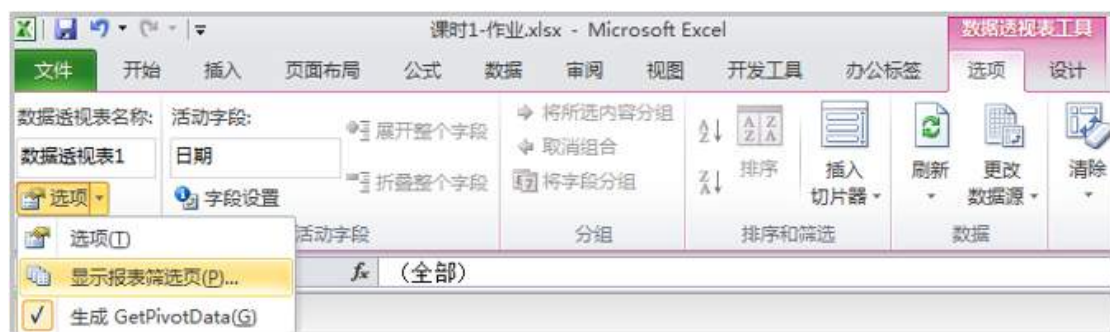 课时1-作业.xlsx - Microsoft Excel 数据透视表工具
文件 开始 插入 页面布局 公式 数据 审阅 视图 开发工具 办公标签 选项 设计
数据透视表名称: 活动字段: 展开整个字段 将所选内容分组 排序 插入切片器 刷新 更改数据源 清除
数据透视表1 日期 取消组合
选项 字段设置 折叠整个字段 将字段分组
活动字段 分组 排序和筛选 数据
选项(T)
显示报表筛选页(P)... fx (全部)
生成 GetPivotData(G)